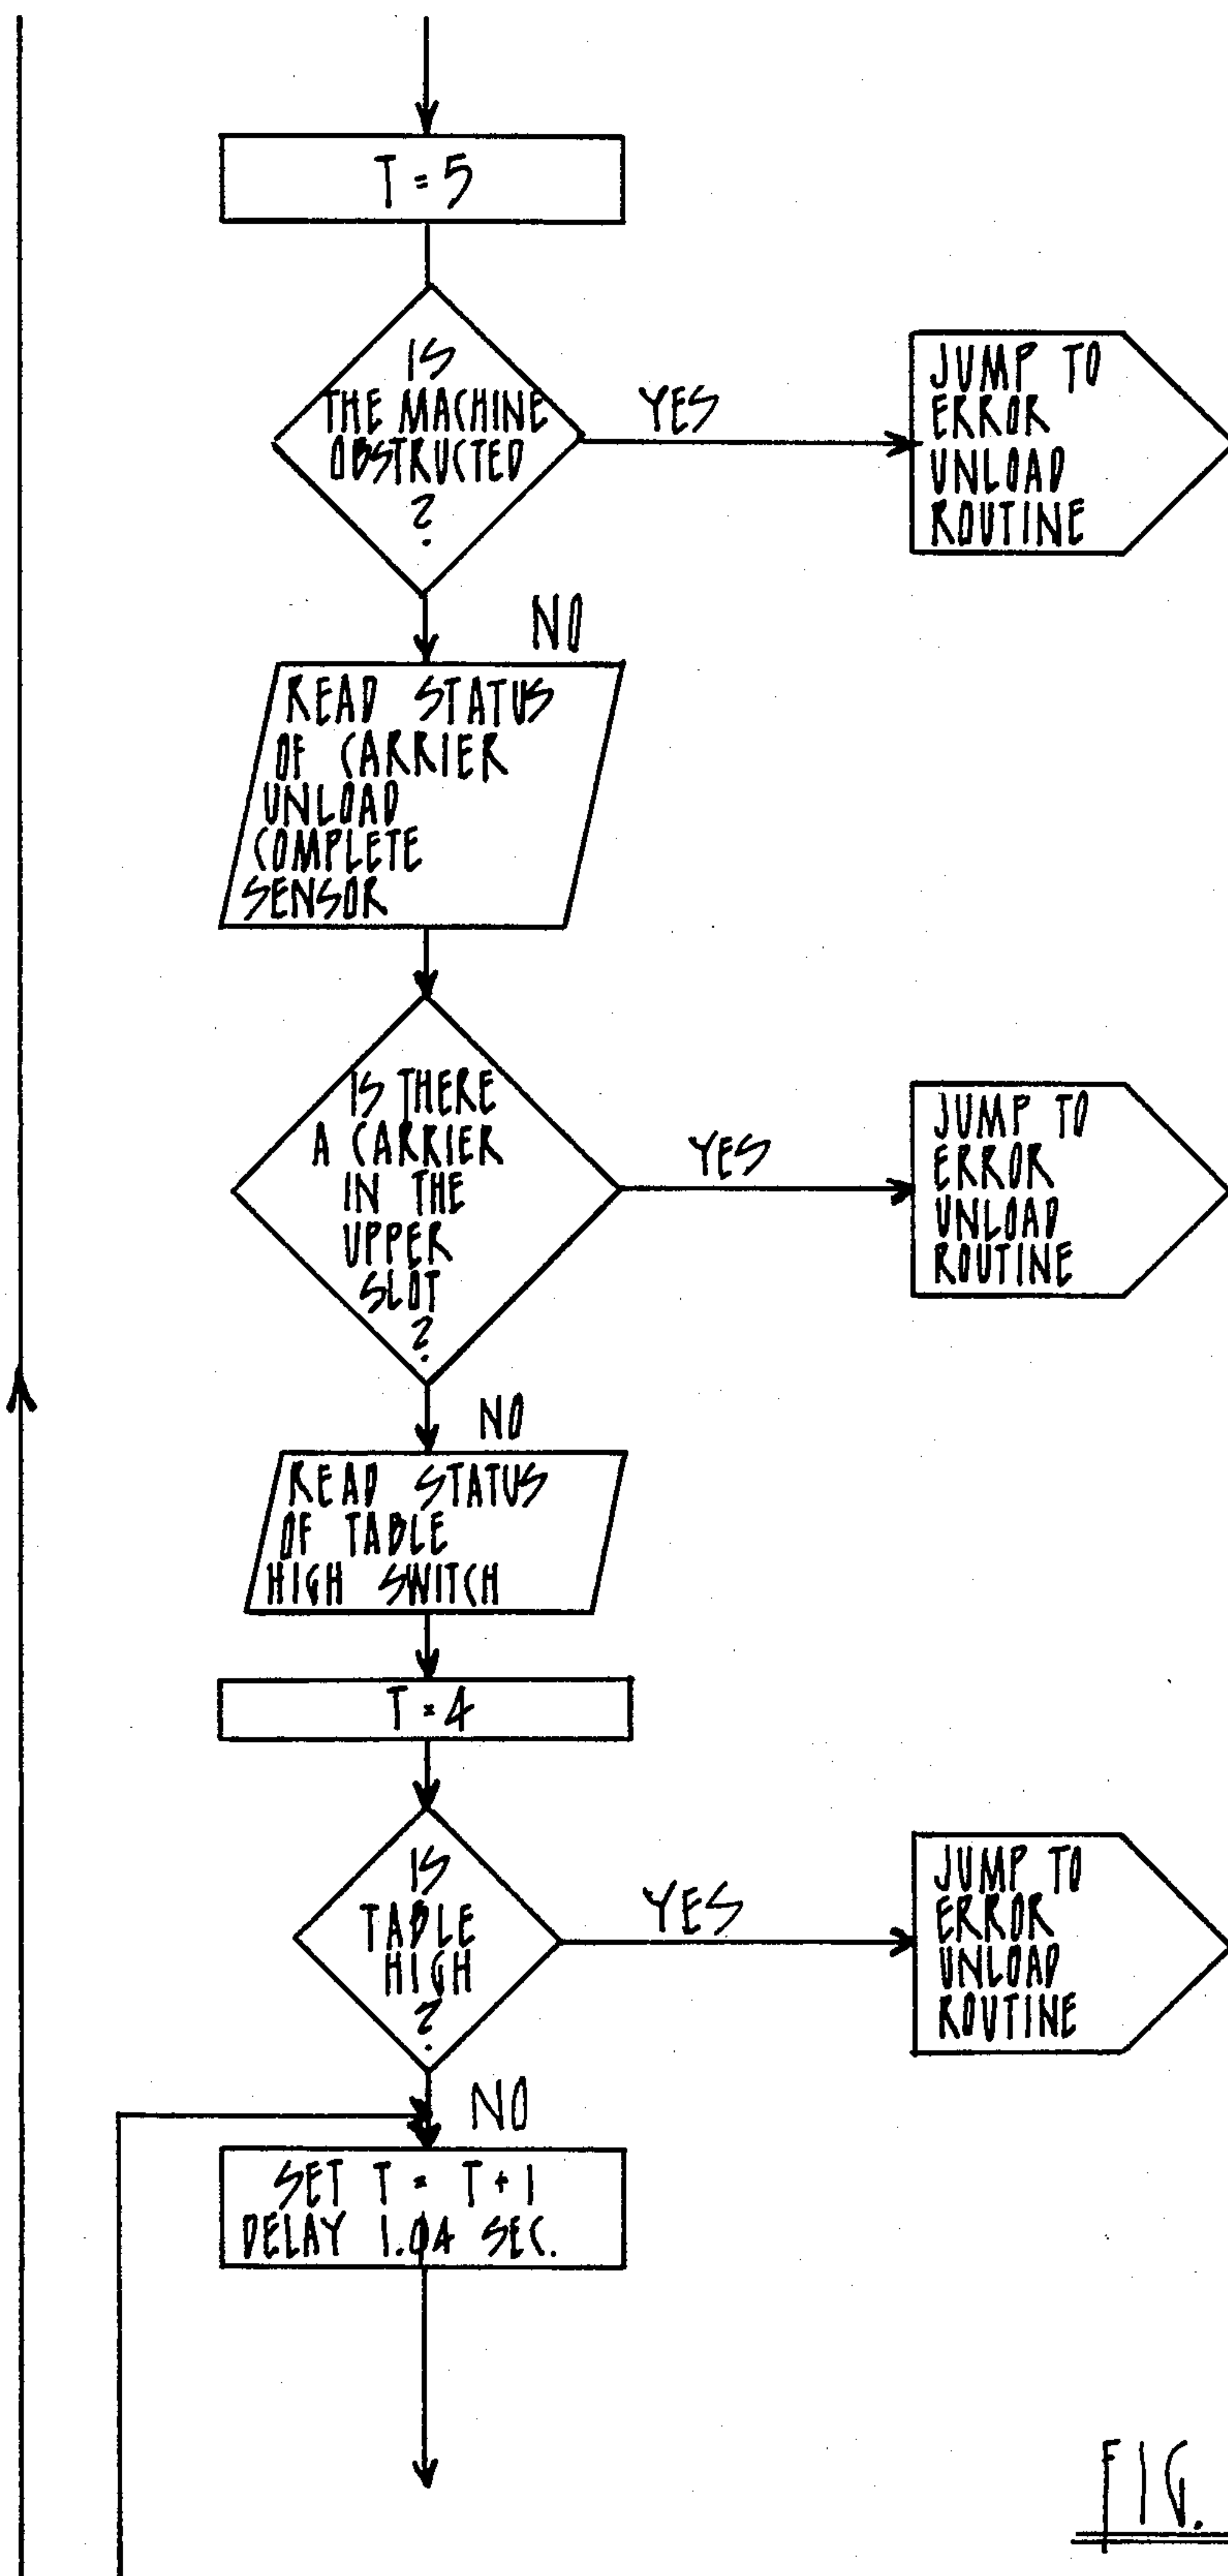 T = 5
IS
THE MACHINE
OBSTRUCTED
?
YES
JUMP TO
ERROR
UNLOAD
ROUTINE
NO
READ STATUS
OF CARRIER
UNLOAD
COMPLETE
SENSOR
IS THERE
A CARRIER
IN THE
UPPER
SLOT
?
YES
JUMP TO
ERROR
UNLOAD
ROUTINE
NO
READ STATUS
OF TABLE
HIGH SWITCH
T = 4
IS
TABLE
HIGH
?
YES
JUMP TO
ERROR
UNLOAD
ROUTINE
NO
SET T = T + 1
DELAY 1.04 SEC.
FIG.